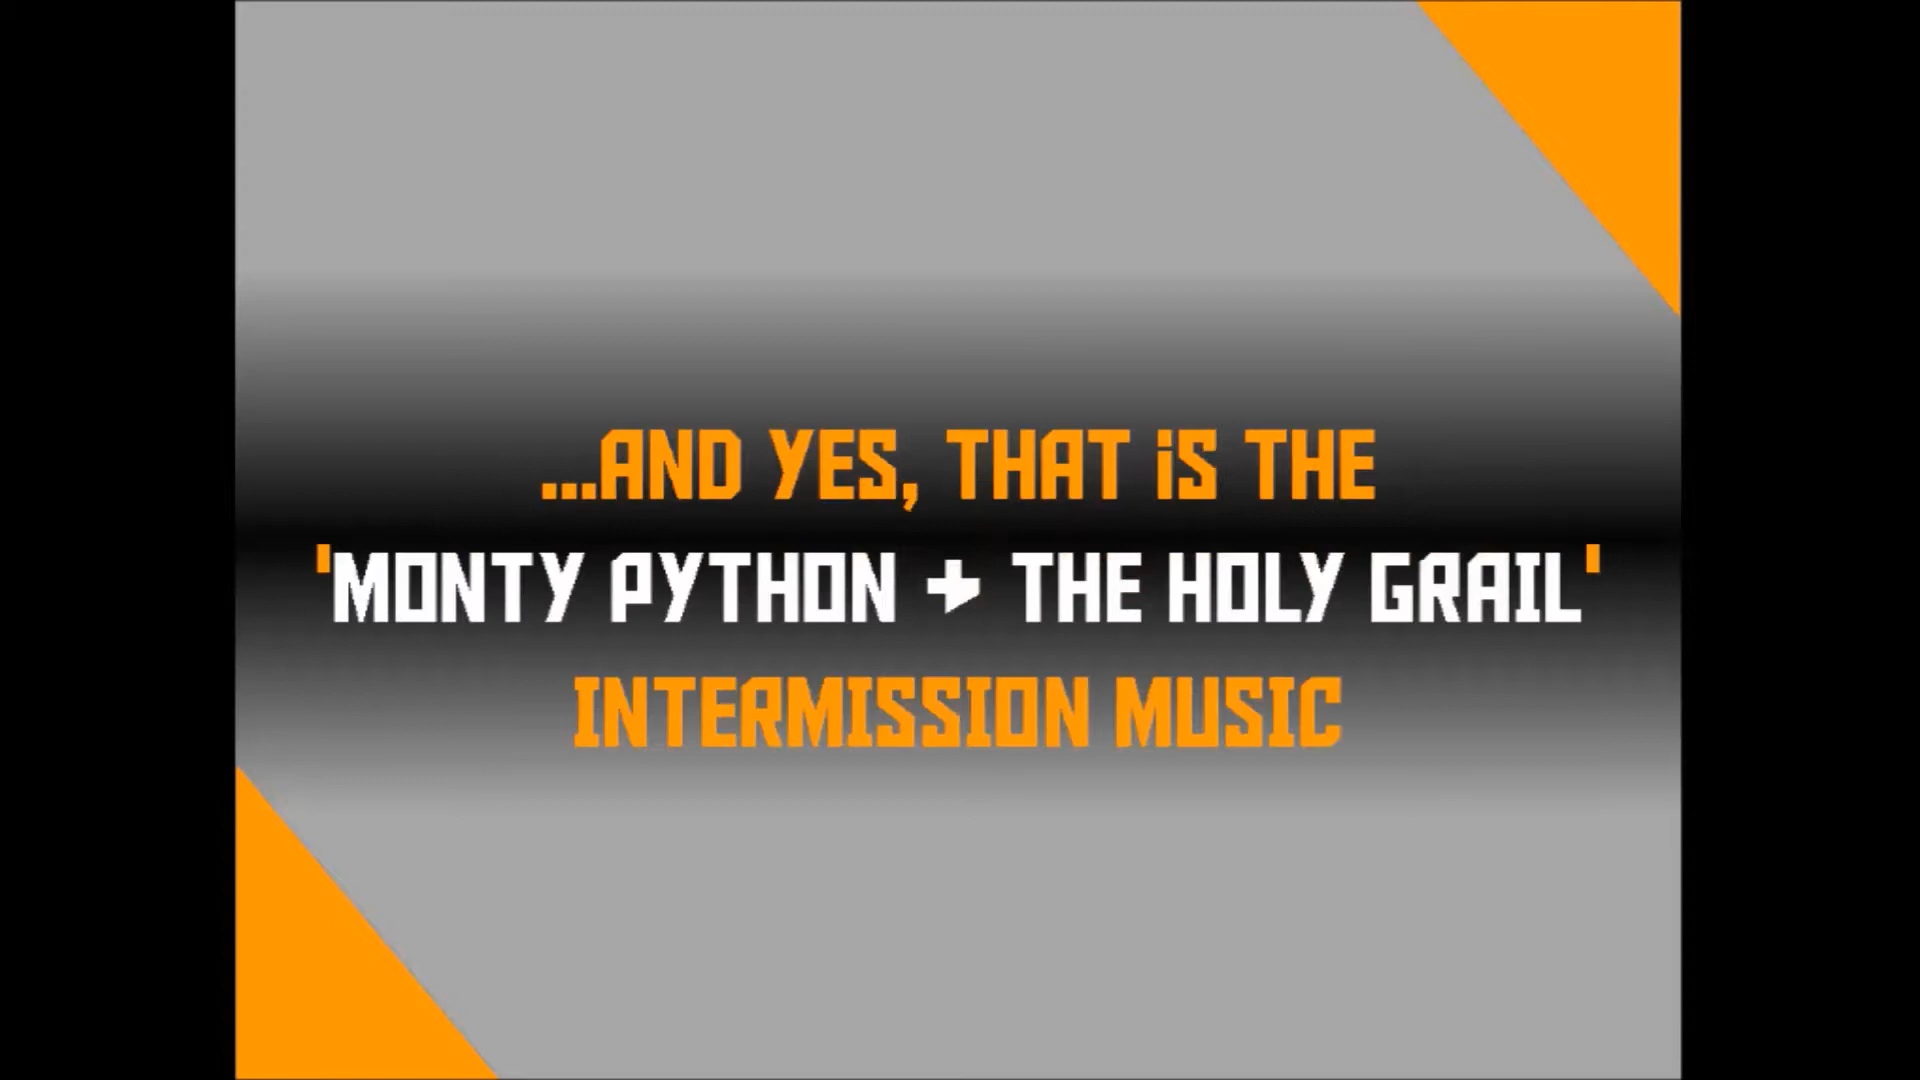 ...AND YES, THAT iS THE
'MONTY PYTHON + THE HOLY GRAIL'
INTERMISSION MUSIC